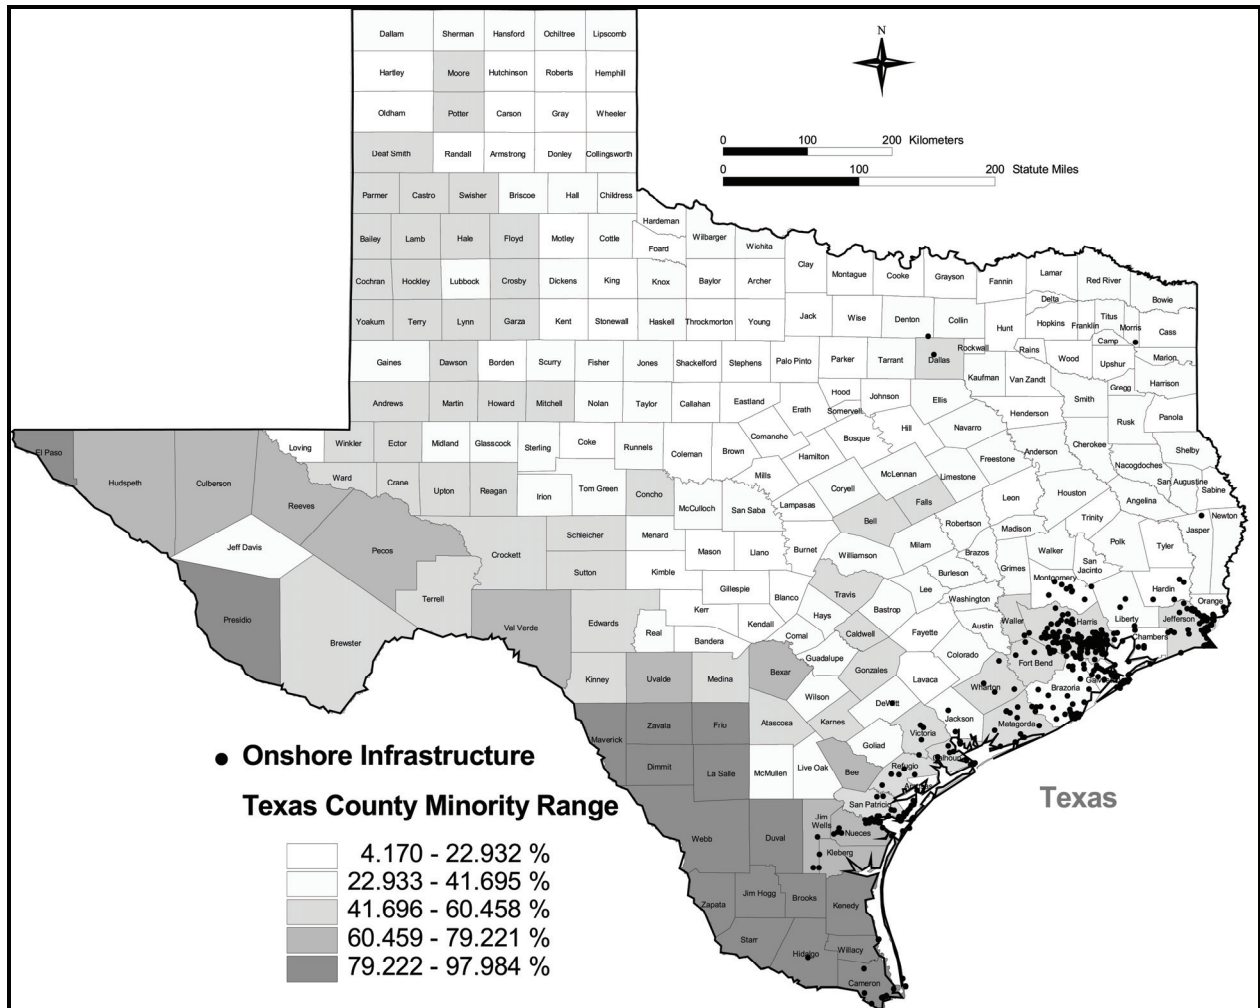 N
0 100 200 Kilometers
0 100 200 Statute Miles
Dallam Sherman Hansford Ochiltree Lipscomb
Hartley Moore Hutchinson Roberts Hemphill
Oldham Potter Carson Gray Wheeler
Deaf Smith Randall Armstrong Donley Collingsworth
Parmer Castro Swisher Briscoe Hall Childress
Hardeman
Bailey Lamb Hale Floyd Motley Cottle Foard Wilbarger Wichita
Clay Montague Cooke Grayson Fannin Lamar Red River Bowie
Cochran Hockley Lubbock Crosby Dickens King Knox Baylor Archer
Delta Titus Morris Cass
Yoakum Terry Lynn Garza Kent Stonewall Haskell Throckmorton Young Jack Wise Denton Collin Hunt Hopkins Franklin
Camp
Gaines Dawson Borden Scurry Fisher Jones Shackelford Stephens Palo Pinto Parker Tarrant Dallas Rockwall Rains Wood Upshur Marion
Kaufman Van Zandt Gregg Harrison
Andrews Martin Howard Mitchell Nolan Taylor Callahan Eastland Erath Hood Somervell Johnson Ellis Henderson Smith Rusk Panola
El Paso Hudspeth Culberson Loving Winkler Ector Midland Glasscock Sterling Coke Runnels Coleman Brown Comanche Hamilton Bosque Hill Navarro Anderson Cherokee Shelby
Reeves Ward Crane Upton Reagan Irion Tom Green Concho McCulloch San Saba Mills Lampasas Coryell McLennan Limestone Freestone Nacogdoches San Augustine Sabine
Jeff Davis Pecos Crockett Schleicher Menard Mason Llano Burnet Bell Falls Robertson Leon Houston Angelina Trinity Newton Jasper
Sutton Kimble Gillespie Blanco Williamson Milam Brazos Madison Walker San Jacinto Polk Tyler
Presidio Brewster Terrell Val Verde Edwards Real Kerr Kendall Bandera Comal Hays Travis Bastrop Lee Burleson Washington Grimes Montgomery Hardin Orange
Caldwell Fayette Austin Waller Harris Liberty Jefferson Chambers
Kinney Uvalde Medina Bexar Guadalupe Gonzales Lavaca Colorado Fort Bend
Wilson DeWitt Wharton Brazoria
Maverick Zavala Frio Atascosa Karnes Victoria Jackson Matagorda
Goliad
Dimmit La Salle McMullen Live Oak Bee Refugio
Webb Duval Jim Wells San Patricio Nueces
Kleberg
Zapata Jim Hogg Brooks Kenedy
Starr Hidalgo Willacy
Cameron
Onshore Infrastructure
Texas County Minority Range
4.170 - 22.932 %
22.933 - 41.695 %
41.696 - 60.458 %
60.459 - 79.221 %
79.222 - 97.984 %
Texas